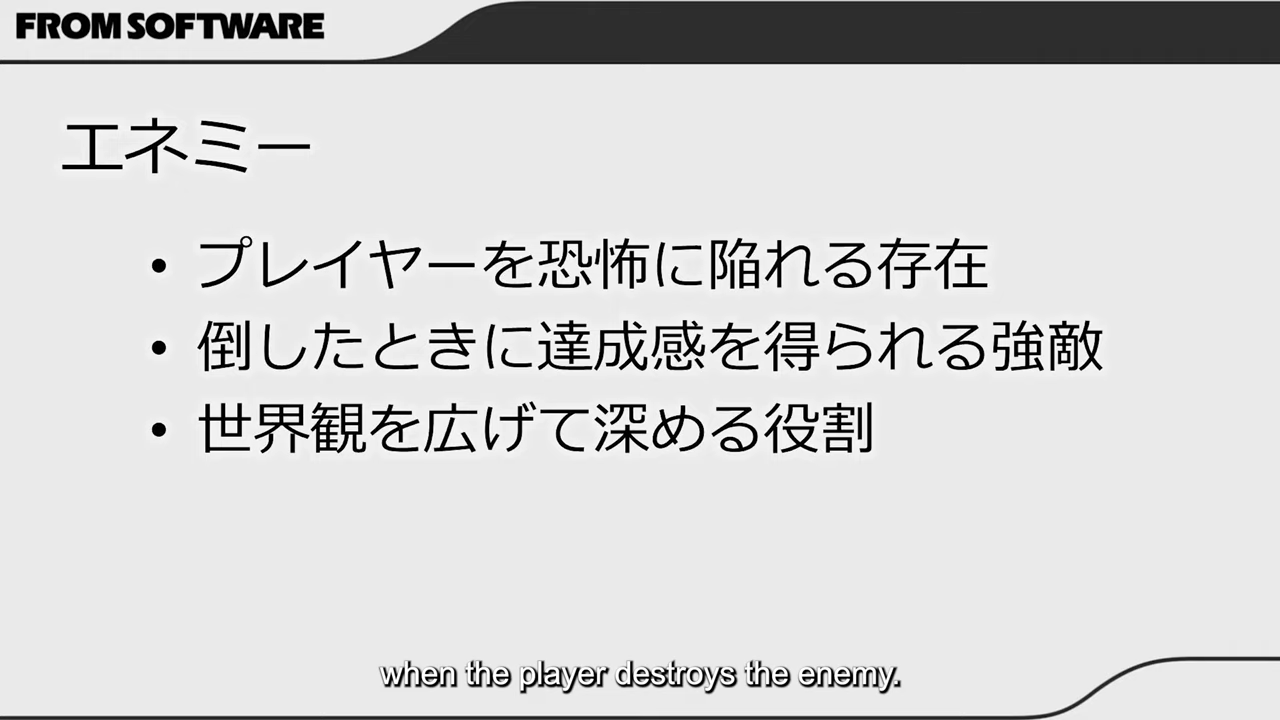 FROM SOFTWARE
エネミー
• プレイヤーを恐怖に陥れる存在
• 倒したときに達成感を得られる強敵
• 世界観を広げて深める役割
when the player destroys the enemy.